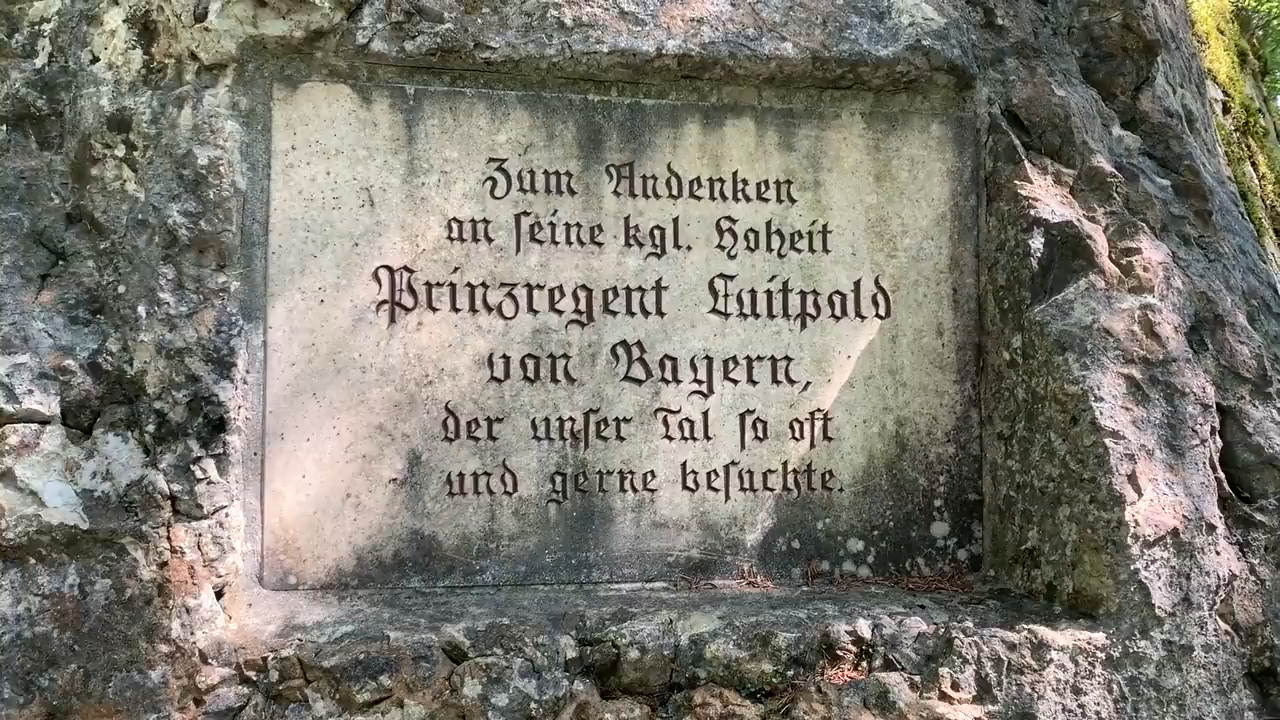 Zum Andenken
an seine kgl. Hoheit
Prinzregent Luitpold
von Bayern,
der unser Tal so oft
und gerne besuchte.